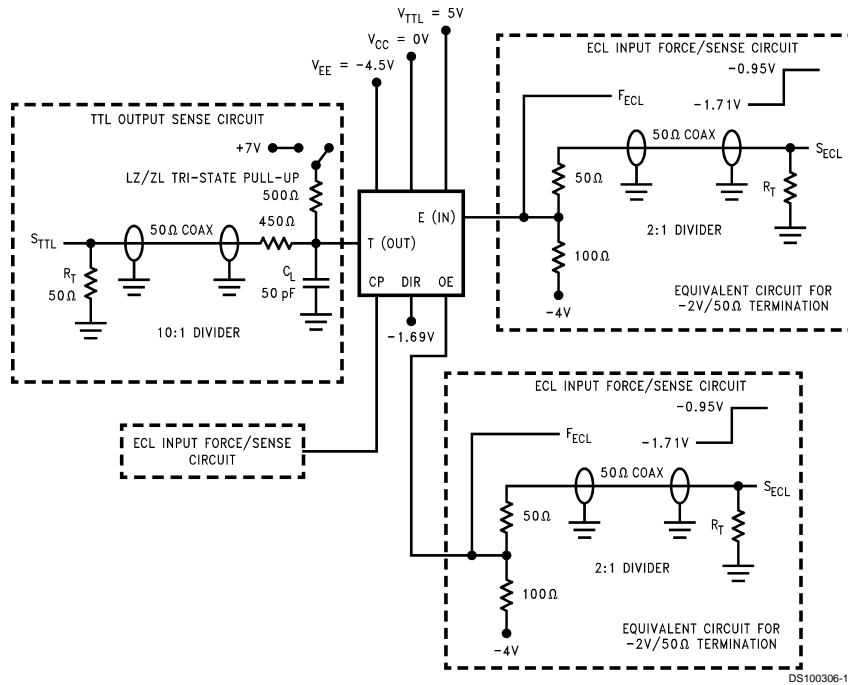 V_TTL = 5V
V_CC = 0V
V_EE = -4.5V
TTL OUTPUT SENSE CIRCUIT
+7V
LZ/ZL TRI-STATE PULL-UP
500Ω
450Ω
50Ω COAX
S_TTL
R_T
50Ω
C_L
50 pF
10:1 DIVIDER
E (IN)
T (OUT)
CP DIR OE
-1.69V
ECL INPUT FORCE/SENSE CIRCUIT
-0.95V
-1.71V
F_ECL
50Ω COAX
S_ECL
50Ω
R_T
2:1 DIVIDER
100Ω
-4V
EQUIVALENT CIRCUIT FOR
-2V/50Ω TERMINATION
ECL INPUT FORCE/SENSE
CIRCUIT
ECL INPUT FORCE/SENSE CIRCUIT
-0.95V
-1.71V
F_ECL
50Ω COAX
S_ECL
50Ω
R_T
2:1 DIVIDER
100Ω
-4V
EQUIVALENT CIRCUIT FOR
-2V/50Ω TERMINATION
DS100306-1